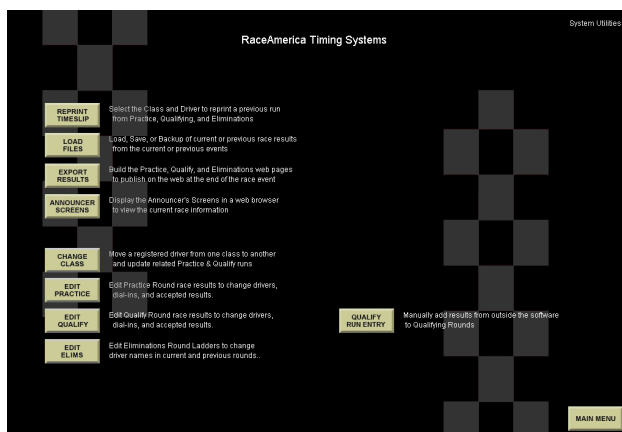 System Utilities
RaceAmerica Timing Systems
REPRINT
TIMESLIP
Select the Class and Driver to reprint a previous run
from Practice, Qualifying, and Eliminations
LOAD
FILES
Load, Save, or Backup of current or previous race results
from the current or previous events
EXPORT
RESULTS
Build the Practice, Qualify, and Eliminations web pages
to publish on the web at the end of the race event
ANNOUNCER
SCREENS
Display the Announcer's Screens in a web browser
to view the current race information
CHANGE
CLASS
Move a registered driver from one class to another
and update related Practice & Qualify runs
EDIT
PRACTICE
Edit Practice Round race results to change drivers,
dial-ins, and accepted results.
EDIT
QUALIFY
Edit Qualify Round race results to change drivers,
dial-ins, and accepted results.
QUALIFY
RUN ENTRY
Manually add results from outside the software
to Qualifying Rounds
EDIT
ELIMS
Edit Eliminations Round Ladders to change
driver names in current and previous rounds..
MAIN MENU